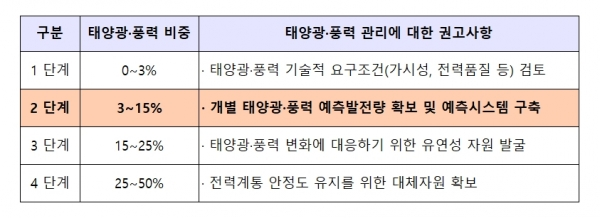 구분 태양광·풍력 비중 태양광·풍력 관리에 대한 권고사항
1 단계 0~3% · 태양광·풍력 기술적 요구조건(가시성, 전력품질 등) 검토
2 단계 3~15% · 개별 태양광·풍력 예측발전량 확보 및 예측시스템 구축
3 단계 15~25% · 태양광·풍력 변화에 대응하기 위한 유연성 자원 발굴
4 단계 25~50% · 전력계통 안정도 유지를 위한 대체자원 확보